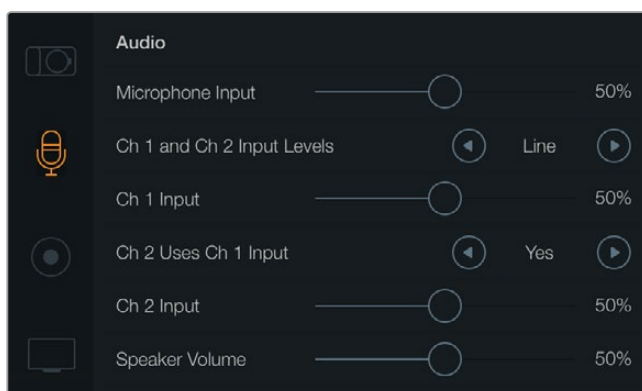 Audio
Microphone Input 50%
Ch 1 and Ch 2 Input Levels Line
Ch 1 Input 50%
Ch 2 Uses Ch 1 Input Yes
Ch 2 Input 50%
Speaker Volume 50%